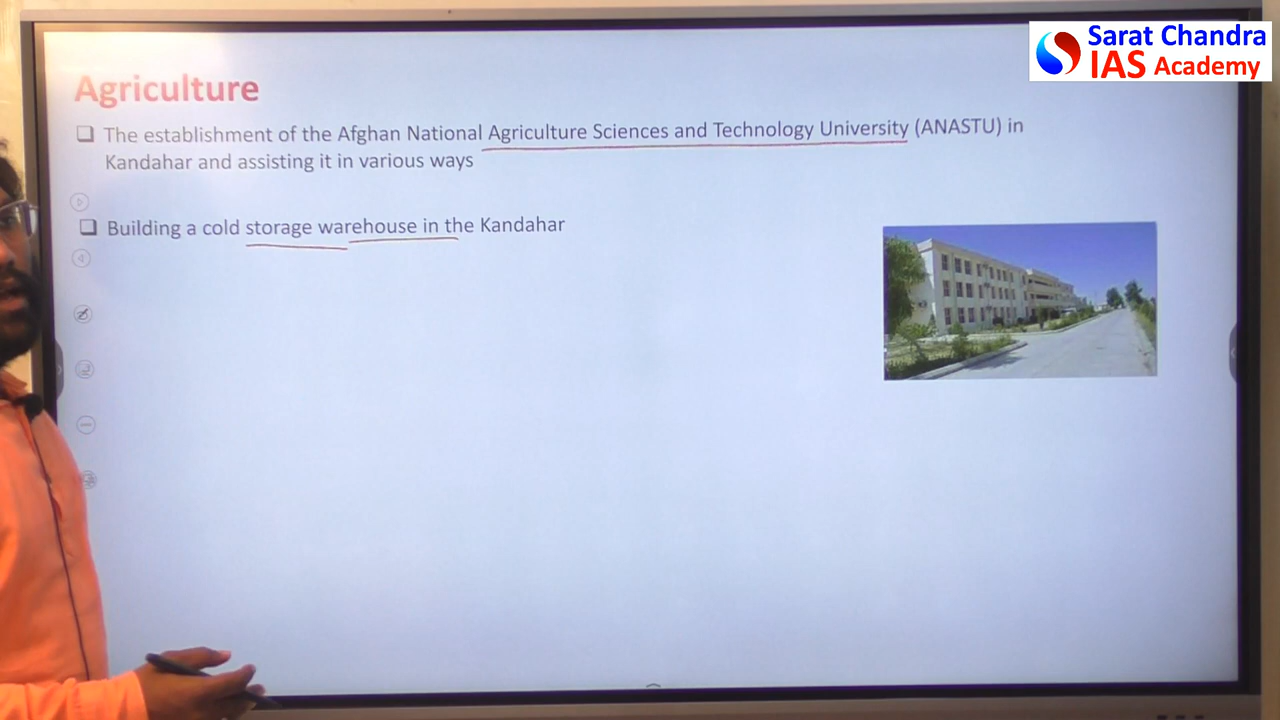 Sarat Chandra
IAS Academy
Agriculture
The establishment of the Afghan National Agriculture Sciences and Technology University (ANASTU) in
Kandahar and assisting it in various ways
Building a cold storage warehouse in the Kandahar